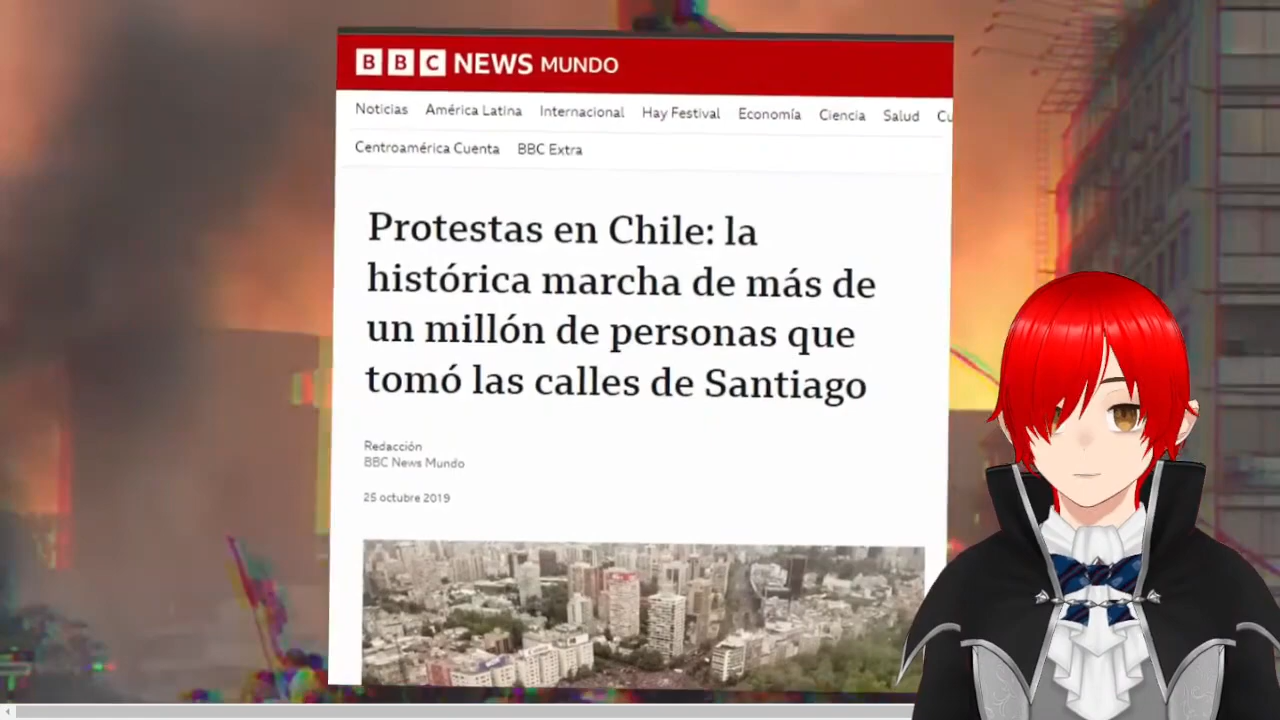 BBC NEWS MUNDO
Noticias América Latina Internacional Hay Festival Economía Ciencia Salud
Centroamérica Cuenta BBC Extra
Protestas en Chile: la
histórica marcha de más de
un millón de personas que
tomó las calles de Santiago
Redacción
BBC News Mundo
25 octubre 2019